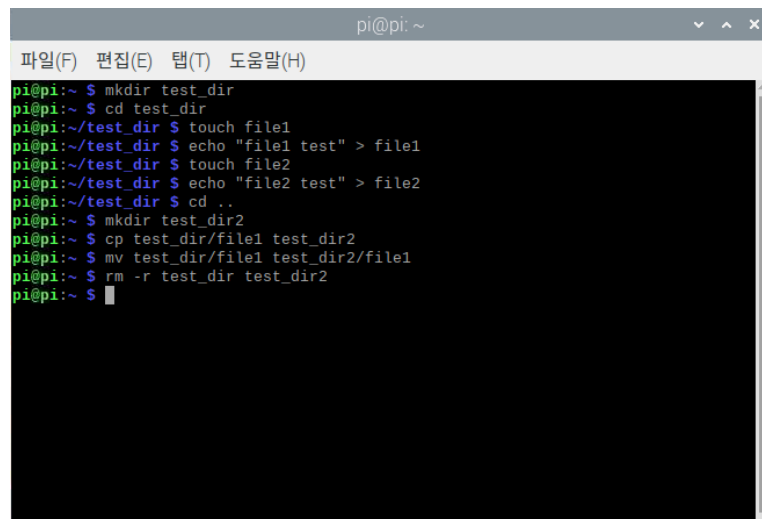 pi@pi: ~
파일(F) 편집(E) 탭(T) 도움말(H)
pi@pi:~ $ mkdir test_dir
pi@pi:~ $ cd test_dir
pi@pi:~/test_dir $ touch file1
pi@pi:~/test_dir $ echo "file1 test" > file1
pi@pi:~/test_dir $ touch file2
pi@pi:~/test_dir $ echo "file2 test" > file2
pi@pi:~/test_dir $ cd ..
pi@pi:~ $ mkdir test_dir2
pi@pi:~ $ cp test_dir/file1 test_dir2
pi@pi:~ $ mv test_dir/file1 test_dir2/file1
pi@pi:~ $ rm -r test_dir test_dir2
pi@pi:~ $